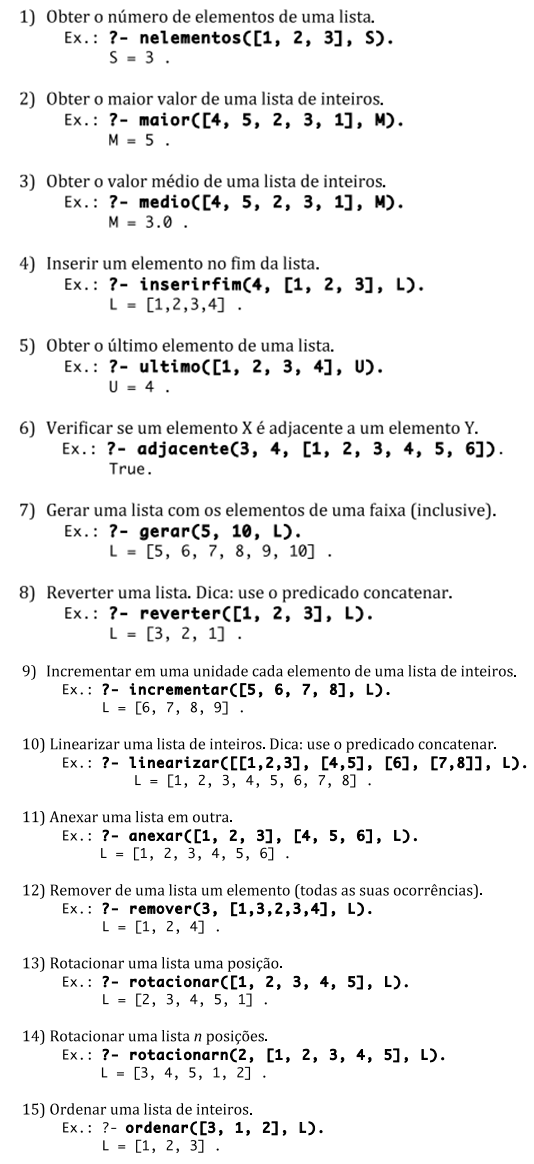 1) Obter o número de elementos de uma lista.
Ex.: ?- nelementos([1, 2, 3], S).
S = 3 .
2) Obter o maior valor de uma lista de inteiros.
Ex.: ?- maior([4, 5, 2, 3, 1], M).
M = 5 .
3) Obter o valor médio de uma lista de inteiros.
Ex.: ?- medio([4, 5, 2, 3, 1], M).
M = 3.0 .
4) Inserir um elemento no fim da lista.
Ex.: ?- inserirfim(4, [1, 2, 3], L).
L = [1,2,3,4] .
5) Obter o último elemento de uma lista.
Ex.: ?- ultimo([1, 2, 3, 4], U).
U = 4 .
6) Verificar se um elemento X é adjacente a um elemento Y.
Ex.: ?- adjacente(3, 4, [1, 2, 3, 4, 5, 6]).
True.
7) Gerar uma lista com os elementos de uma faixa (inclusive).
Ex.: ?- gerar(5, 10, L).
L = [5, 6, 7, 8, 9, 10] .
8) Reverter uma lista. Dica: use o predicado concatenar.
Ex.: ?- reverter([1, 2, 3], L).
L = [3, 2, 1] .
9) Incrementar em uma unidade cada elemento de uma lista de inteiros.
Ex.: ?- incrementar([5, 6, 7, 8], L).
L = [6, 7, 8, 9] .
10) Linearizar uma lista de inteiros. Dica: use o predicado concatenar.
Ex.: ?- linearizar([[1,2,3], [4,5], [6], [7,8]], L).
L = [1, 2, 3, 4, 5, 6, 7, 8] .
11) Anexar uma lista em outra.
Ex.: ?- anexar([1, 2, 3], [4, 5, 6], L).
L = [1, 2, 3, 4, 5, 6] .
12) Remover de uma lista um elemento (todas as suas ocorrências).
Ex.: ?- remover(3, [1,3,2,3,4], L).
L = [1, 2, 4] .
13) Rotacionar uma lista uma posição.
Ex.: ?- rotacionar([1, 2, 3, 4, 5], L).
L = [2, 3, 4, 5, 1] .
14) Rotacionar uma lista n posições.
Ex.: ?- rotacionarn(2, [1, 2, 3, 4, 5], L).
L = [3, 4, 5, 1, 2] .
15) Ordenar uma lista de inteiros.
Ex.: ?- ordenar([3, 1, 2], L).
L = [1, 2, 3] .